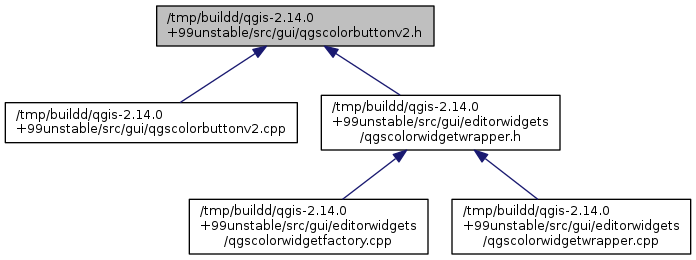 /tmp/buildd/qgis-2.14.0
+99unstable/src/gui/qgscolorbuttonv2.h
/tmp/buildd/qgis-2.14.0
+99unstable/src/gui/qgscolorbuttonv2.cpp
/tmp/buildd/qgis-2.14.0
+99unstable/src/gui/editorwidgets
/qgscolorwidgetwrapper.h
/tmp/buildd/qgis-2.14.0
+99unstable/src/gui/editorwidgets
/qgscolorwidgetfactory.cpp
/tmp/buildd/qgis-2.14.0
+99unstable/src/gui/editorwidgets
/qgscolorwidgetwrapper.cpp